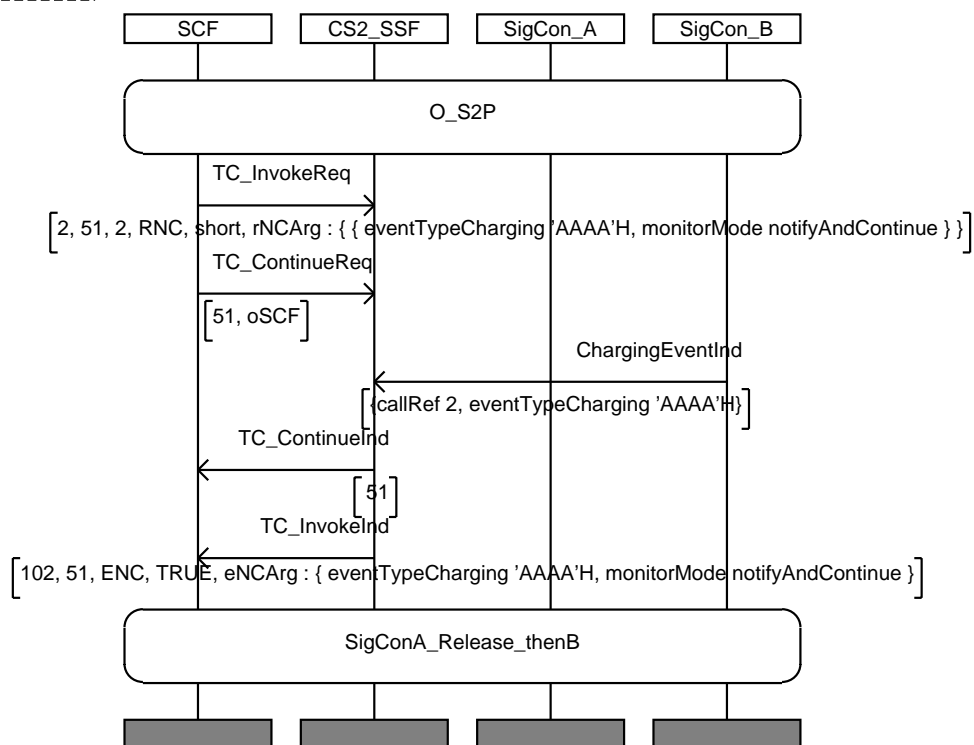 SCF CS2_SSF SigCon_A SigCon_B
O_S2P
TC_InvokeReq
2, 51, 2, RNC, short, rNCArg : { { eventTypeCharging ’AAAA’H, monitorMode notifyAndContinue } }
TC_ContinueReq
51, oSCF
ChargingEventInd
{callRef 2, eventTypeCharging ’AAAA’H}
TC_ContinueInd
51
TC_InvokeInd
102, 51, ENC, TRUE, eNCArg : { eventTypeCharging ’AAAA’H, monitorMode notifyAndContinue }
SigConA_Release_thenB